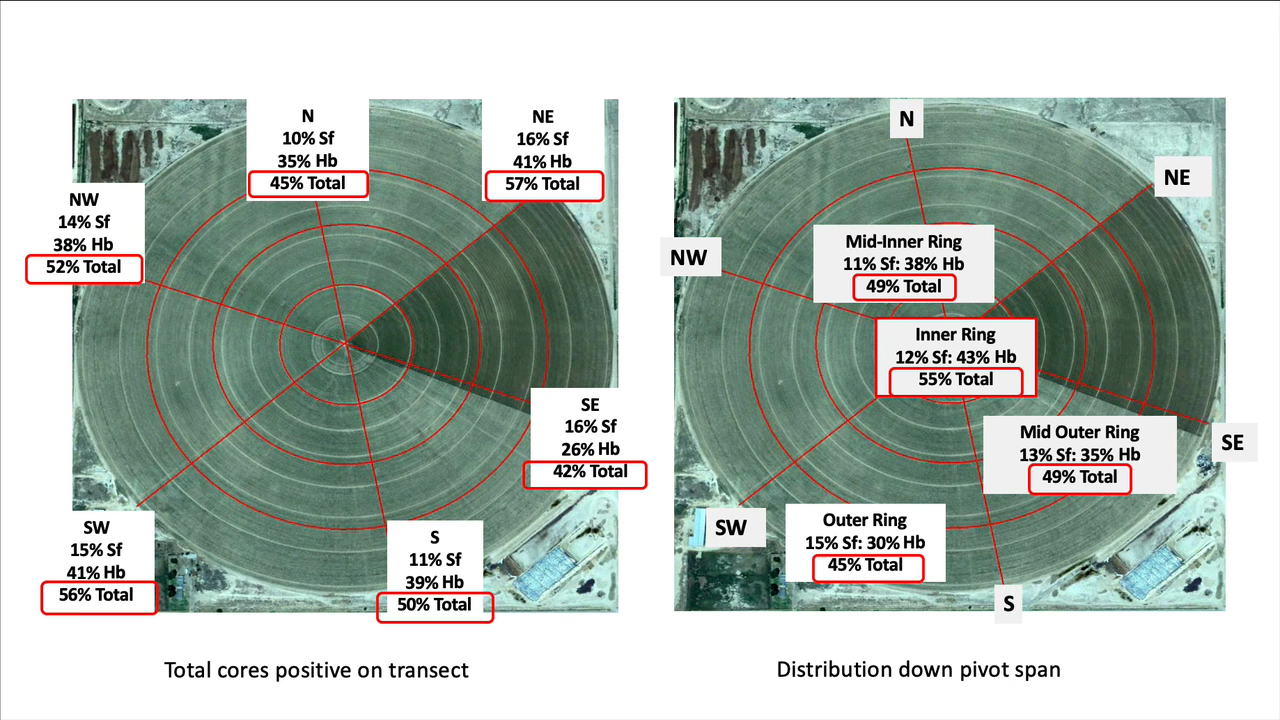 N
10% Sf
35% Hb
45% Total
NE
16% Sf
41% Hb
57% Total
NW
14% Sf
38% Hb
52% Total
SE
16% Sf
26% Hb
42% Total
SW
15% Sf
41% Hb
56% Total
S
11% Sf
39% Hb
50% Total
Total cores positive on transect
N
NE
NW
Mid-Inner Ring
11% Sf: 38% Hb
49% Total
Inner Ring
12% Sf: 43% Hb
55% Total
Mid Outer Ring
13% Sf: 35% Hb
49% Total
SE
Outer Ring
15% Sf: 30% Hb
45% Total
SW
S
Distribution down pivot span